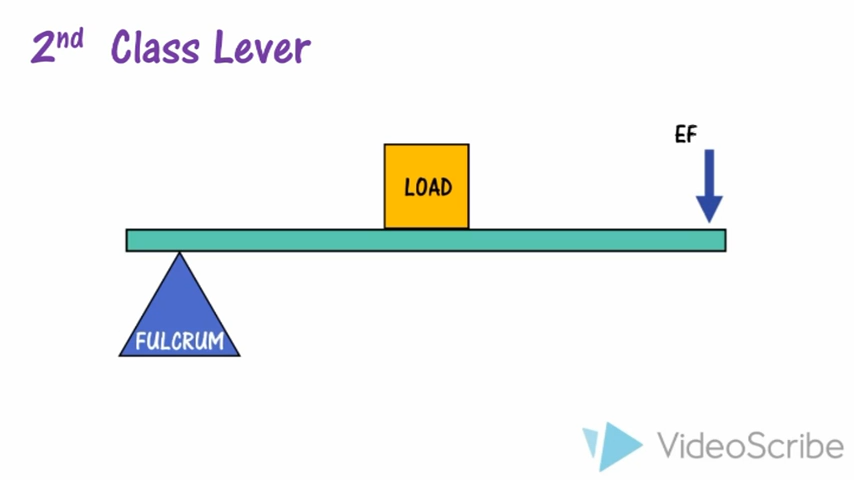 2nd Class Lever
EF
LOAD
FULCRUM
VideoScribe